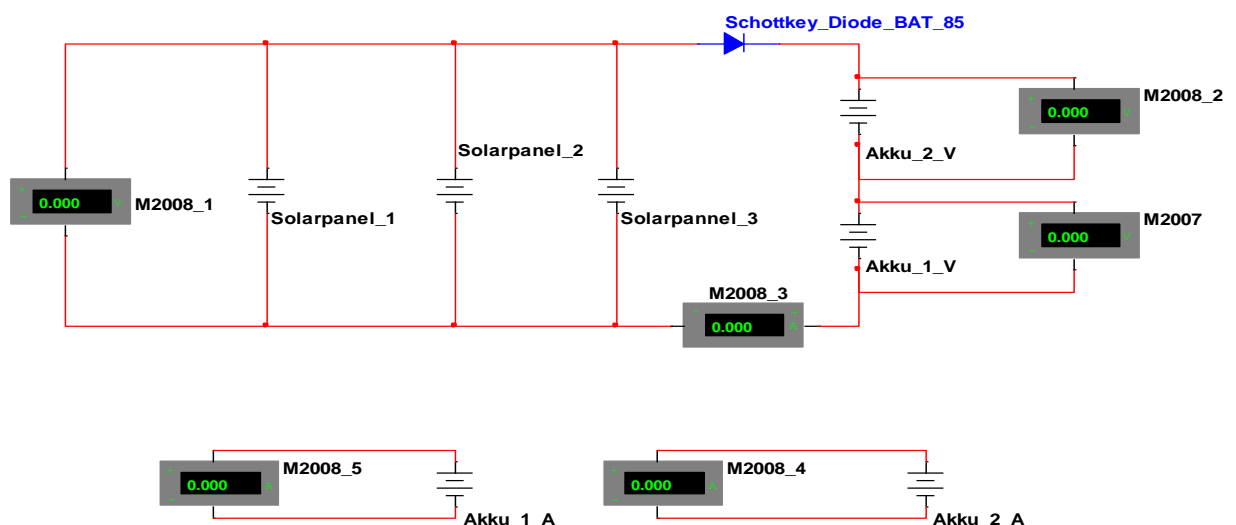 Schottkey_Diode_BAT_85
+
0.000
V
−
M2008_2
Akku_2_V
Solarpanel_2
+
0.000
V
−
M2008_1
Solarpanel_1
Solarpannel_3
+
0.000
V
−
M2007
Akku_1_V
M2008_3
−
+
0.000
A
+
0.000
A
−
M2008_5
Akku_1_A
+
0.000
A
−
M2008_4
Akku_2_A